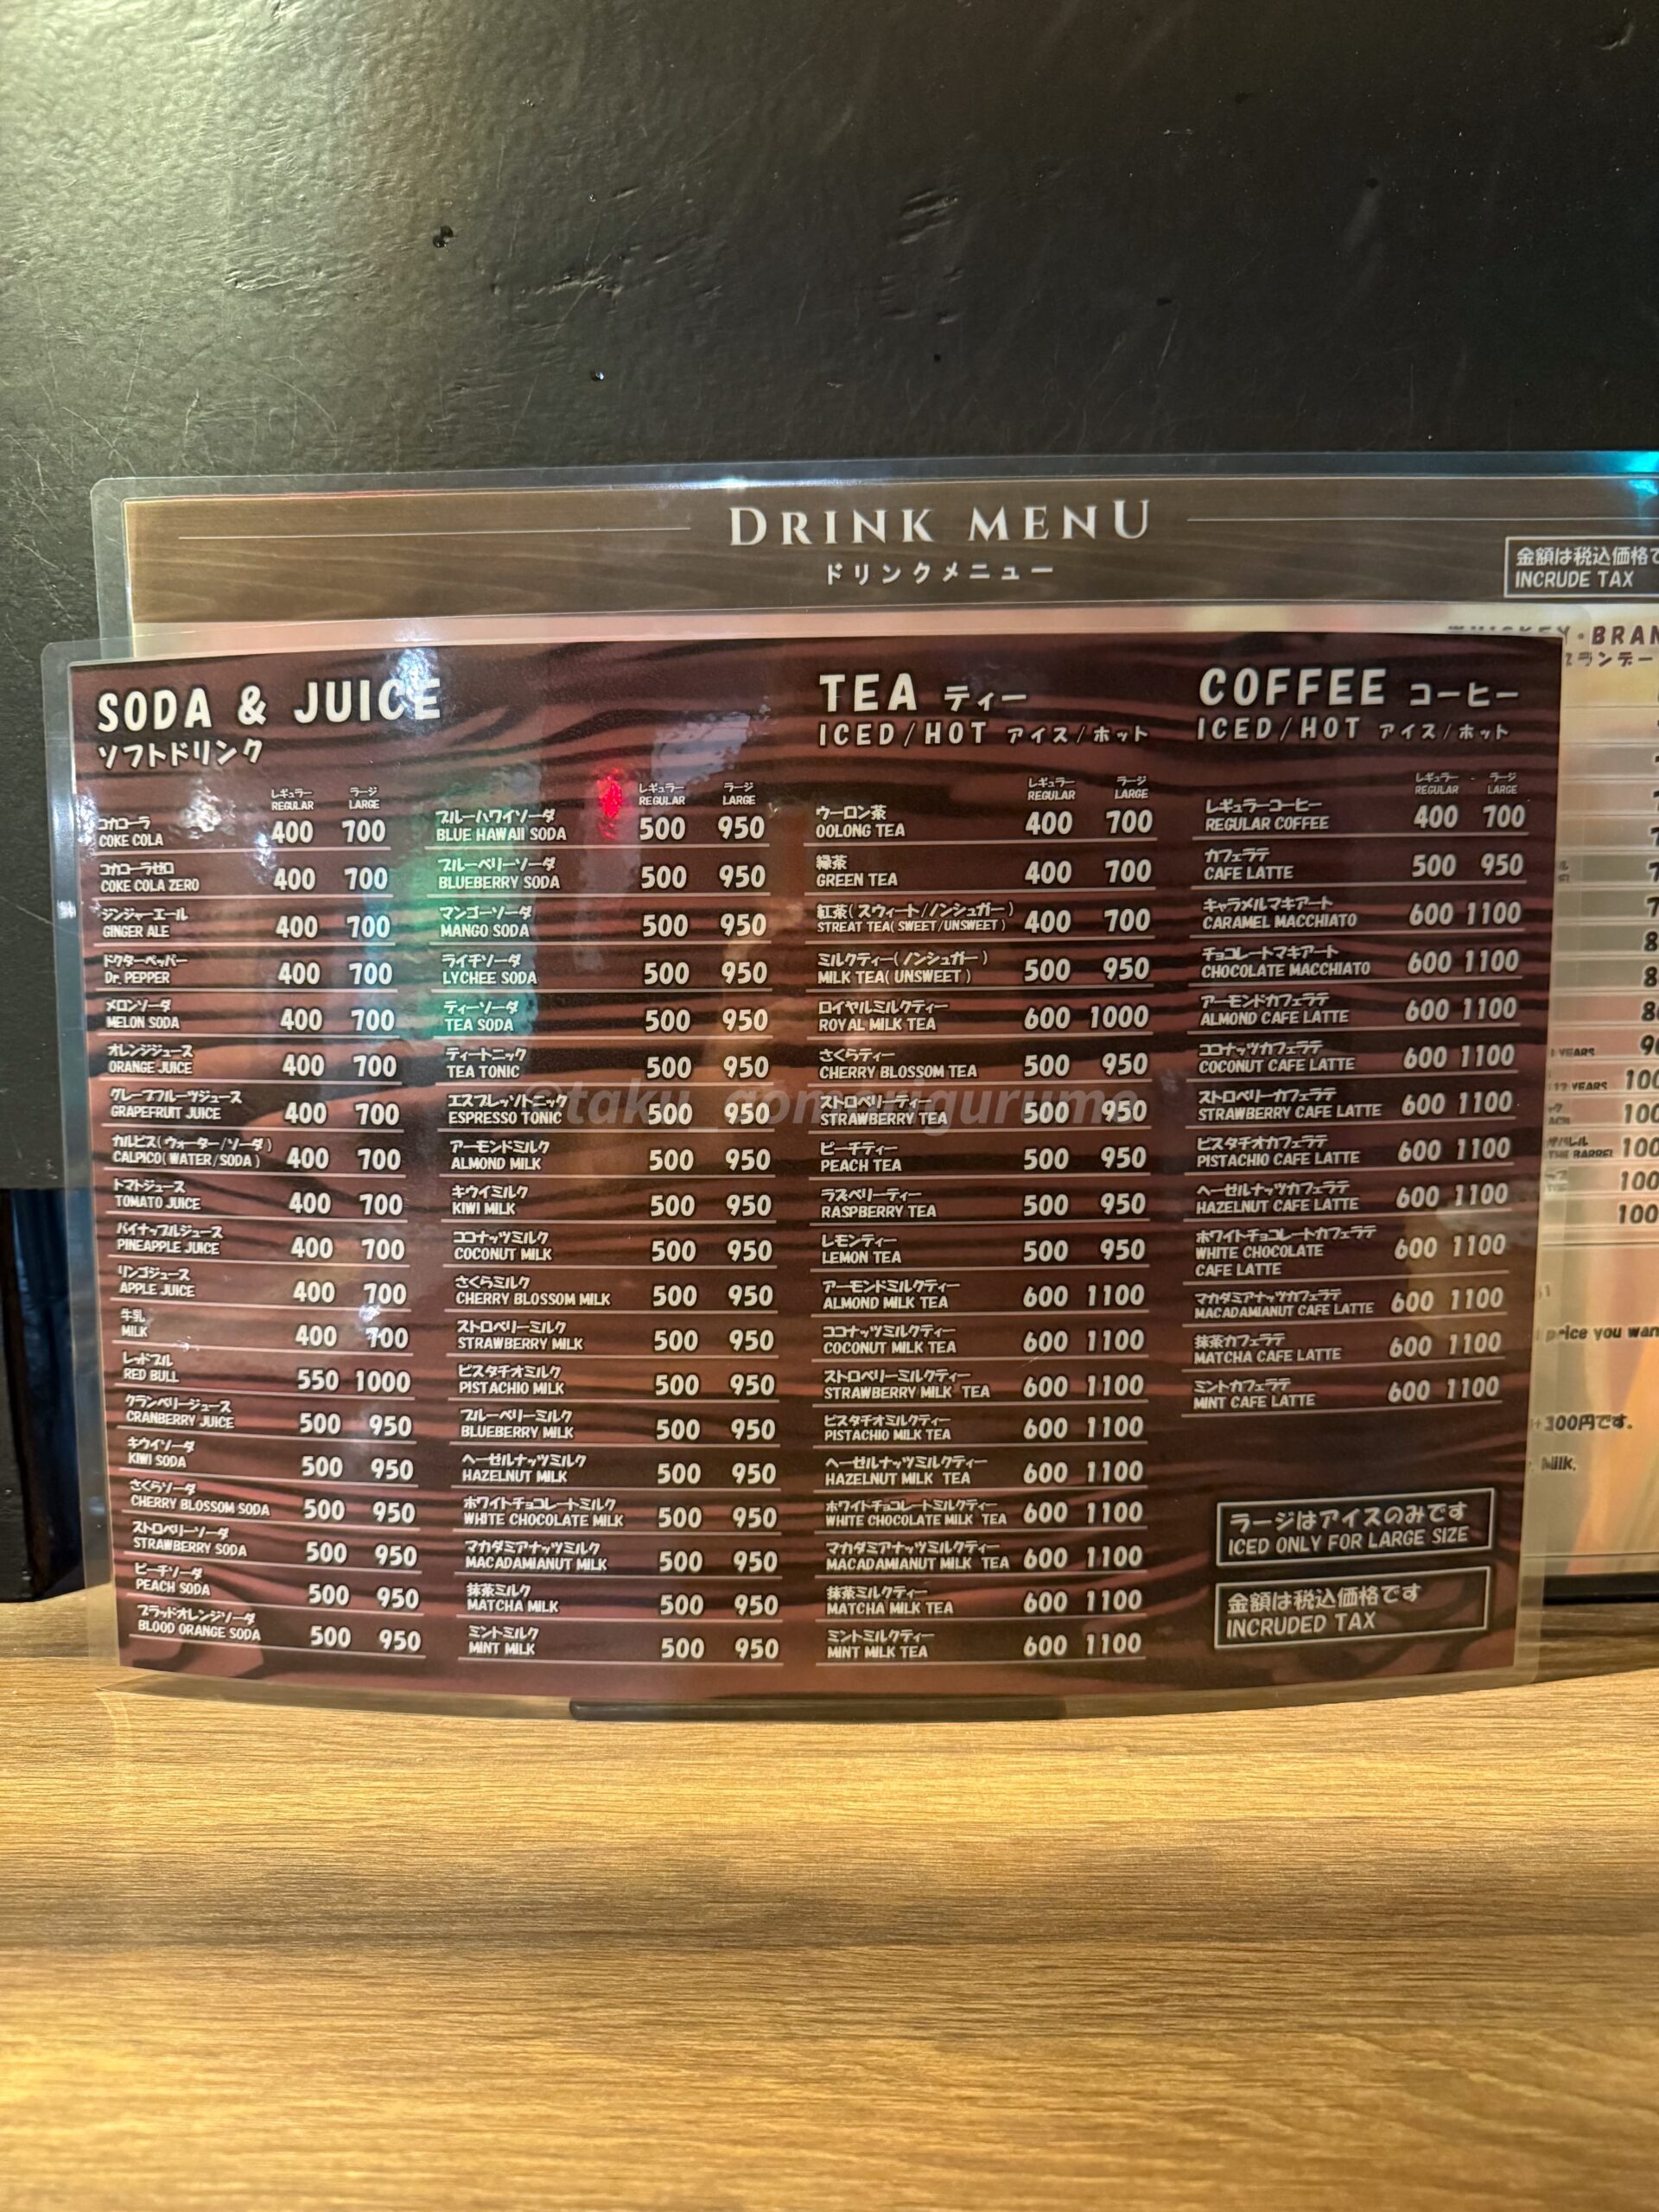 DRINK MENU
ドリンクメニュー
金額は税込価格で
INCRUDE TAX
SODA & JUICE
ソフトドリンク
レギュラー ラージ
REGULAR LARGE
コカコーラ
COKE COLA 400 700
コカコーラゼロ
COKE COLA ZERO 400 700
ジンジャーエール
GINGER ALE 400 700
ドクターペッパー
Dr. PEPPER 400 700
メロンソーダ
MELON SODA 400 700
オレンジジュース
ORANGE JUICE 400 700
グレープフルーツジュース
GRAPEFRUIT JUICE 400 700
カルピス(ウォーター/ソーダ)
CALPICO(WATER/SODA) 400 700
トマトジュース
TOMATO JUICE 400 700
パイナップルジュース
PINEAPPLE JUICE 400 700
リンゴジュース
APPLE JUICE 400 700
牛乳
MILK 400 700
レッドブル
RED BULL 550 1000
クランベリージュース
CRANBERRY JUICE 500 950
キウイソーダ
KIWI SODA 500 950
さくらソーダ
CHERRY BLOSSOM SODA 500 950
ストロベリーソーダ
STRAWBERRY SODA 500 950
ピーチソーダ
PEACH SODA 500 950
ブラッドオレンジソーダ
BLOOD ORANGE SODA 500 950
レギュラー ラージ
REGULAR LARGE
ブルーハワイソーダ
BLUE HAWAII SODA 500 950
ブルーベリーソーダ
BLUEBERRY SODA 500 950
マンゴーソーダ
MANGO SODA 500 950
ライチソーダ
LYCHEE SODA 500 950
ティーソーダ
TEA SODA 500 950
ティートニック
TEA TONIC 500 950
エスプレッソトニック
ESPRESSO TONIC 500 950
アーモンドミルク
ALMOND MILK 500 950
キウイミルク
KIWI MILK 500 950
ココナッツミルク
COCONUT MILK 500 950
さくらミルク
CHERRY BLOSSOM MILK 500 950
ストロベリーミルク
STRAWBERRY MILK 500 950
ピスタチオミルク
PISTACHIO MILK 500 950
ブルーベリーミルク
BLUEBERRY MILK 500 950
ヘーゼルナッツミルク
HAZELNUT MILK 500 950
ホワイトチョコレートミルク
WHITE CHOCOLATE MILK 500 950
マカダミアナッツミルク
MACADAMIANUT MILK 500 950
抹茶ミルク
MATCHA MILK 500 950
ミントミルク
MINT MILK 500 950
TEA ティー
ICED/HOT アイス/ホット
レギュラー ラージ
REGULAR LARGE
ウーロン茶
OOLONG TEA 400 700
緑茶
GREEN TEA 400 700
紅茶(スウィート/ノンシュガー)
STREAT TEA(SWEET/UNSWEET) 400 700
ミルクティー(ノンシュガー)
MILK TEA(UNSWEET) 500 950
ロイヤルミルクティー
ROYAL MILK TEA 600 1000
さくらティー
CHERRY BLOSSOM TEA 500 950
ストロベリーティー
STRAWBERRY TEA 500 950
ピーチティー
PEACH TEA 500 950
ラズベリーティー
RASPBERRY TEA 500 950
レモンティー
LEMON TEA 500 950
アーモンドミルクティー
ALMOND MILK TEA 600 1100
ココナッツミルクティー
COCONUT MILK TEA 600 1100
ストロベリーミルクティー
STRAWBERRY MILK TEA 600 1100
ピスタチオミルクティー
PISTACHIO MILK TEA 600 1100
ヘーゼルナッツミルクティー
HAZELNUT MILK TEA 600 1100
ホワイトチョコレートミルクティー
WHITE CHOCOLATE MILK TEA 600 1100
マカダミアナッツミルクティー
MACADAMIANUT MILK TEA 600 1100
抹茶ミルクティー
MATCHA MILK TEA 600 1100
ミントミルクティー
MINT MILK TEA 600 1100
COFFEE コーヒー
ICED/HOT アイス/ホット
レギュラー ラージ
REGULAR LARGE
レギュラーコーヒー
REGULAR COFFEE 400 700
カフェラテ
CAFE LATTE 500 950
キャラメルマキアート
CARAMEL MACCHIATO 600 1100
チョコレートマキアート
CHOCOLATE MACCHIATO 600 1100
アーモンドカフェラテ
ALMOND CAFE LATTE 600 1100
ココナッツカフェラテ
COCONUT CAFE LATTE 600 1100
ストロベリーカフェラテ
STRAWBERRY CAFE LATTE 600 1100
ピスタチオカフェラテ
PISTACHIO CAFE LATTE 600 1100
ヘーゼルナッツカフェラテ
HAZELNUT CAFE LATTE 600 1100
ホワイトチョコレートカフェラテ
WHITE CHOCOLATE
CAFE LATTE 600 1100
マカダミアナッツカフェラテ
MACADAMIANUT CAFE LATTE 600 1100
抹茶カフェラテ
MATCHA CAFE LATTE 600 1100
ミントカフェラテ
MINT CAFE LATTE 600 1100
ラージはアイスのみです
ICED ONLY FOR LARGE SIZE
金額は税込価格です
INCRUDED TAX
YEARS
12 YEARS 100
THE BARREL 100
price you wan
+300円です。
Milk.